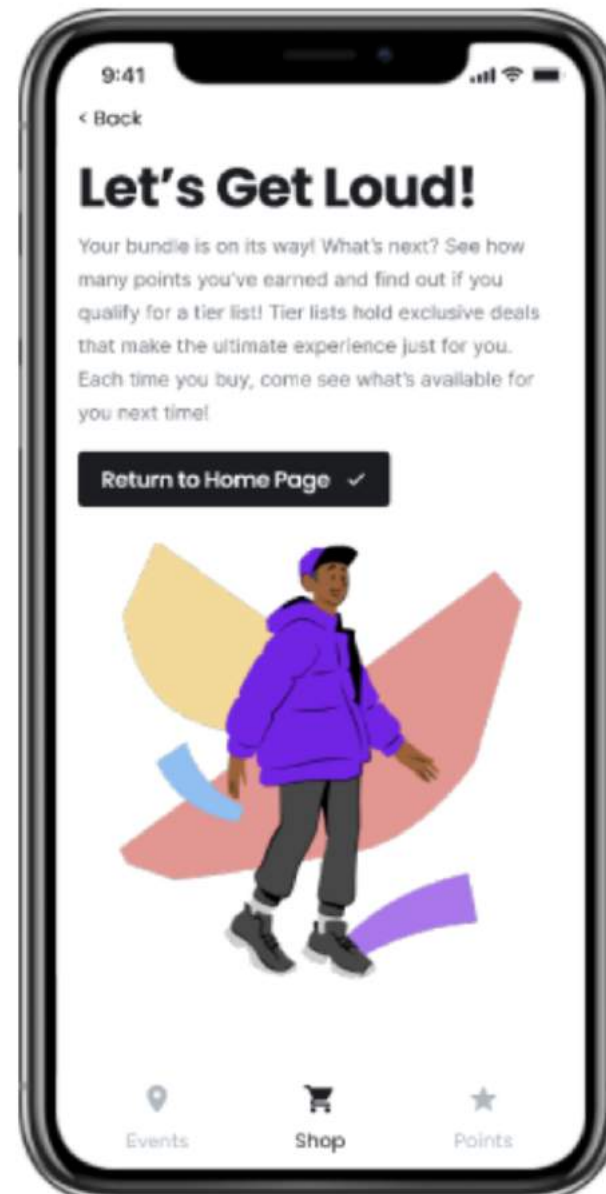 9:41
< Back
Let's Get Loud!
Your bundle is on its way! What's next? See how
many points you've earned and find out if you
qualify for a tier list! Tier lists hold exclusive deals
that make the ultimate experience just for you.
Each time you buy, come see what's available for
you next time!
Return to Home Page
Events Shop Points